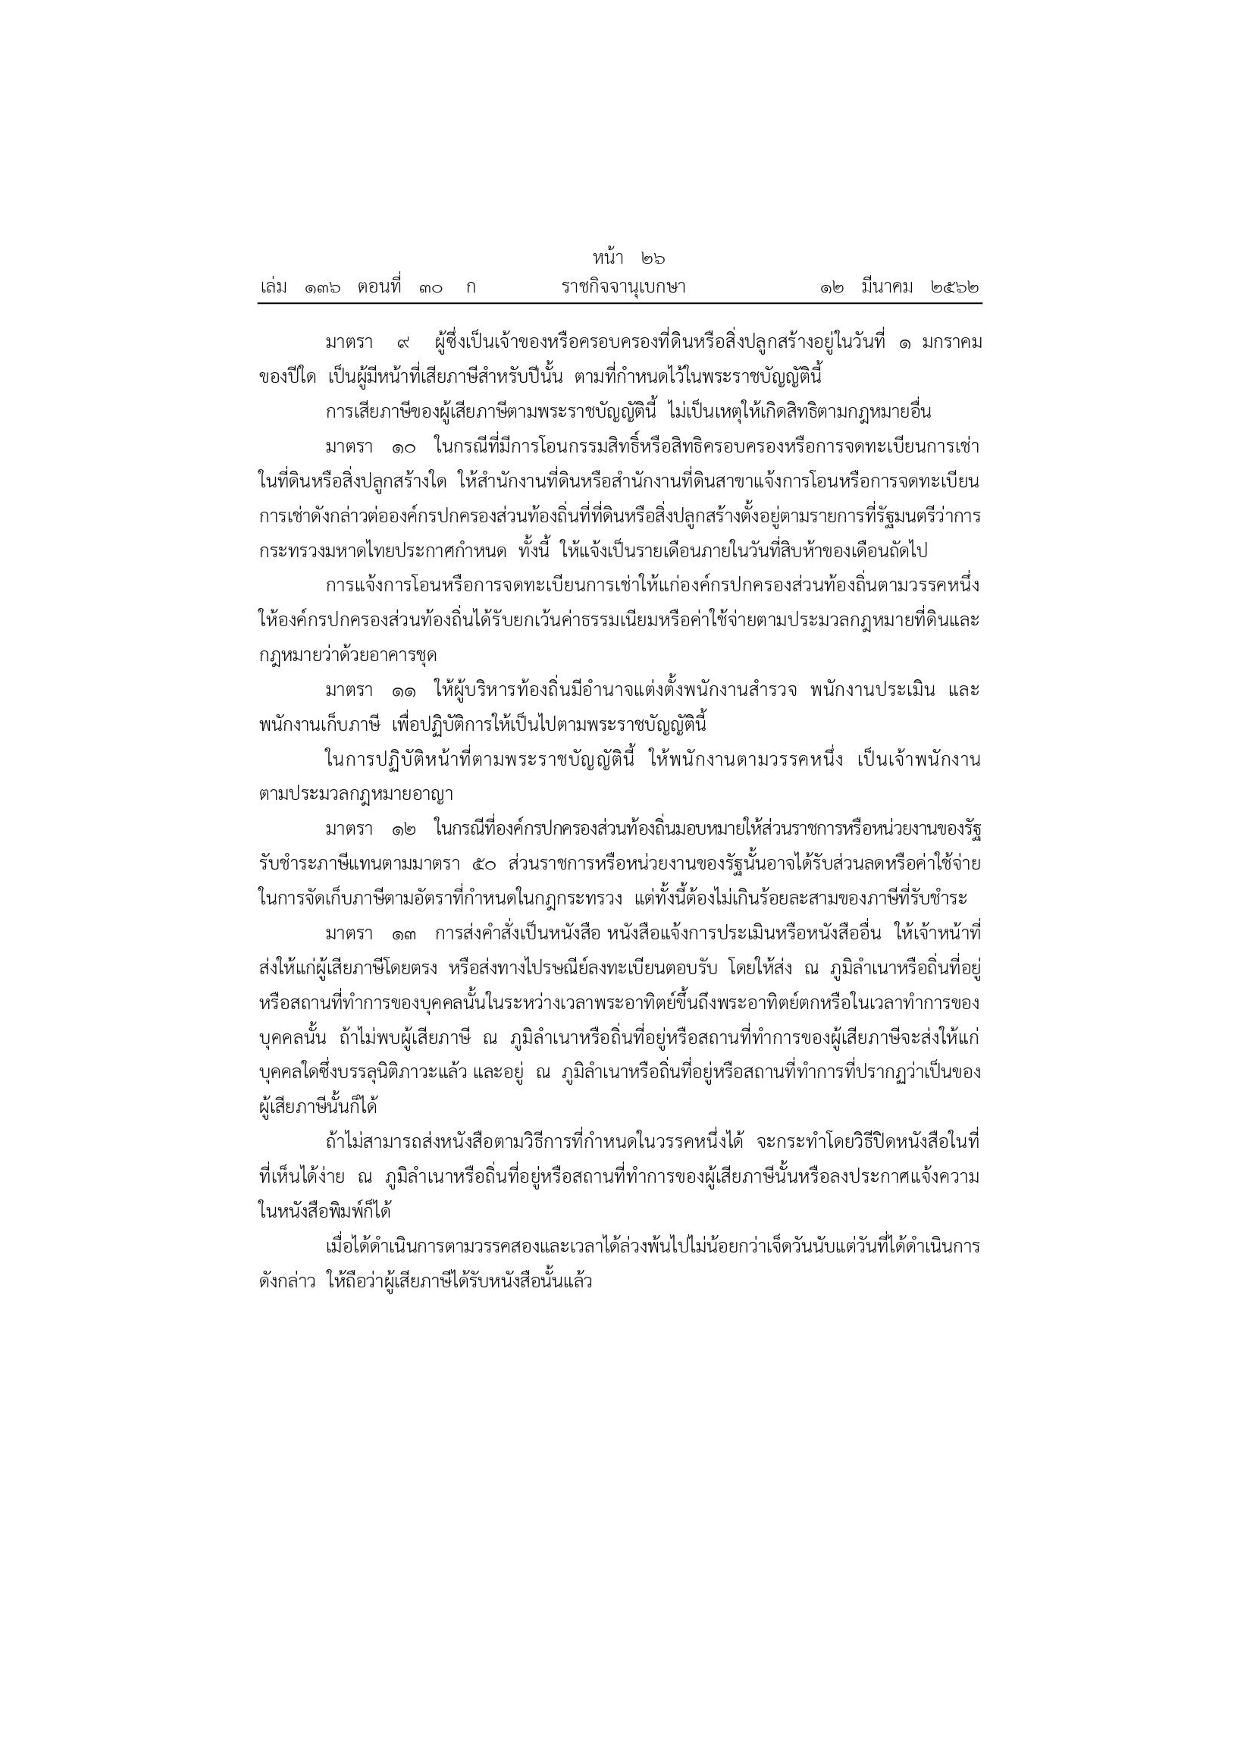 หน้า ๒๖
เล่ม ๑๓๖ ตอนที่ ๓๐ ก ราชกิจจานุเบกษา ๑๒ มีนาคม ๒๕๖๒
มาตรา ๙ ผู้ซึ่งเป็นเจ้าของหรือครอบครองที่ดินหรือสิ่งปลูกสร้างอยู่ในวันที่ ๑ มกราคม
ของปีใด เป็นผู้มีหน้าที่เสียภาษีสำหรับปีนั้น ตามที่กำหนดไว้ในพระราชบัญญัตินี้
การเสียภาษีของผู้เสียภาษีตามพระราชบัญญัตินี้ ไม่เป็นเหตุให้เกิดสิทธิตามกฎหมายอื่น
มาตรา ๑๐ ในกรณีที่มีการโอนกรรมสิทธิ์หรือสิทธิครอบครองหรือการจดทะเบียนการเช่า
ในที่ดินหรือสิ่งปลูกสร้างใด ให้สำนักงานที่ดินหรือสำนักงานที่ดินสาขาแจ้งการโอนหรือการจดทะเบียน
การเช่าดังกล่าวต่อองค์กรปกครองส่วนท้องถิ่นที่ที่ดินหรือสิ่งปลูกสร้างตั้งอยู่ตามรายการที่รัฐมนตรีว่าการ
กระทรวงมหาดไทยประกาศกำหนด ทั้งนี้ ให้แจ้งเป็นรายเดือนภายในวันที่สิบห้าของเดือนถัดไป
การแจ้งการโอนหรือการจดทะเบียนการเช่าให้แก่องค์กรปกครองส่วนท้องถิ่นตามวรรคหนึ่ง
ให้องค์กรปกครองส่วนท้องถิ่นได้รับยกเว้นค่าธรรมเนียมหรือค่าใช้จ่ายตามประมวลกฎหมายที่ดินและ
กฎหมายว่าด้วยอาคารชุด
มาตรา ๑๑ ให้ผู้บริหารท้องถิ่นมีอำนาจแต่งตั้งพนักงานสำรวจ พนักงานประเมิน และ
พนักงานเก็บภาษี เพื่อปฏิบัติการให้เป็นไปตามพระราชบัญญัตินี้
ในการปฏิบัติหน้าที่ตามพระราชบัญญัตินี้ ให้พนักงานตามวรรคหนึ่ง เป็นเจ้าพนักงาน
ตามประมวลกฎหมายอาญา
มาตรา ๑๒ ในกรณีที่องค์กรปกครองส่วนท้องถิ่นมอบหมายให้ส่วนราชการหรือหน่วยงานของรัฐ
รับชำระภาษีแทนตามมาตรา ๕๐ ส่วนราชการหรือหน่วยงานของรัฐนั้นอาจได้รับส่วนลดหรือค่าใช้จ่าย
ในการจัดเก็บภาษีตามอัตราที่กำหนดในกฎกระทรวง แต่ทั้งนี้ต้องไม่เกินร้อยละสามของภาษีที่รับชำระ
มาตรา ๑๓ การส่งคำสั่งเป็นหนังสือ หนังสือแจ้งการประเมินหรือหนังสืออื่น ให้เจ้าหน้าที่
ส่งให้แก่ผู้เสียภาษีโดยตรง หรือส่งทางไปรษณีย์ลงทะเบียนตอบรับ โดยให้ส่ง ณ ภูมิลำเนาหรือถิ่นที่อยู่
หรือสถานที่ทำการของบุคคลนั้นในระหว่างเวลาพระอาทิตย์ขึ้นถึงพระอาทิตย์ตกหรือในเวลาทำการของ
บุคคลนั้น ถ้าไม่พบผู้เสียภาษี ณ ภูมิลำเนาหรือถิ่นที่อยู่หรือสถานที่ทำการของผู้เสียภาษีจะส่งให้แก่
บุคคลใดซึ่งบรรลุนิติภาวะแล้ว และอยู่ ณ ภูมิลำเนาหรือถิ่นที่อยู่หรือสถานที่ทำการที่ปรากฏว่าเป็นของ
ผู้เสียภาษีนั้นก็ได้
ถ้าไม่สามารถส่งหนังสือตามวิธีการที่กำหนดในวรรคหนึ่งได้ จะกระทำโดยวิธีปิดหนังสือในที่
ที่เห็นได้ง่าย ณ ภูมิลำเนาหรือถิ่นที่อยู่หรือสถานที่ทำการของผู้เสียภาษีนั้นหรือลงประกาศแจ้งความ
ในหนังสือพิมพ์ก็ได้
เมื่อได้ดำเนินการตามวรรคสองและเวลาได้ล่วงพ้นไปไม่น้อยกว่าเจ็ดวันนับแต่วันที่ได้ดำเนินการ
ดังกล่าว ให้ถือว่าผู้เสียภาษีได้รับหนังสือนั้นแล้ว